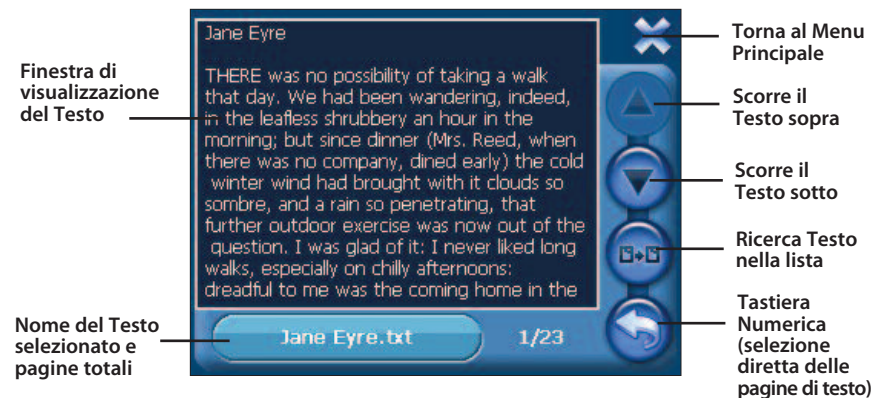 Finestra di
visualizzazione
del Testo
Nome del Testo
selezionato e
pagine totali
Jane Eyre
THERE was no possibility of taking a walk
that day. We had been wandering, indeed,
in the leafless shrubbery an hour in the
morning; but since dinner (Mrs. Reed, when
there was no company, dined early) the cold
winter wind had brought with it clouds so
sombre, and a rain so penetrating, that
further outdoor exercise was now out of the
question. I was glad of it: I never liked long
walks, especially on chilly afternoons:
dreadful to me was the coming home in the
Jane Eyre.txt
1/23
Torna al Menu
Principale
Scorre il
Testo sopra
Scorre il
Testo sotto
Ricerca Testo
nella lista
Tastiera
Numerica
(selezione
diretta delle
pagine di testo)